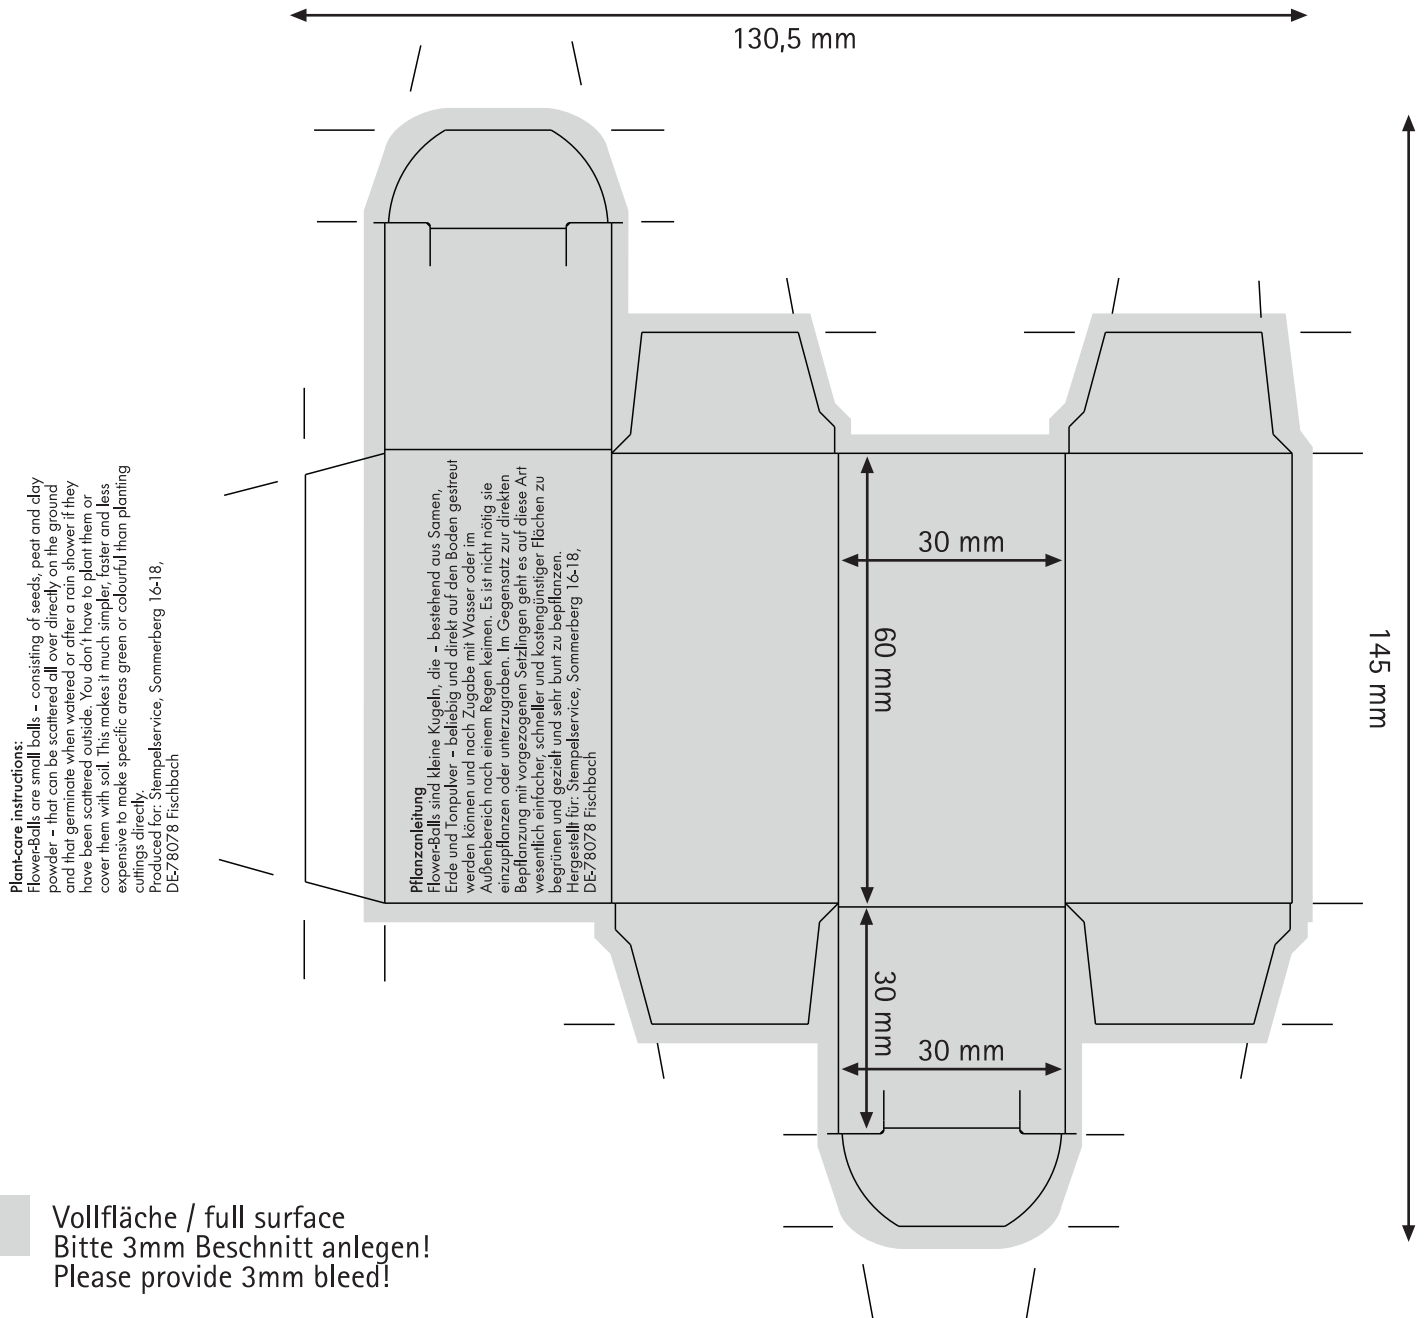 130,5 mm
Plant-care instructions:
Flower-Balls are small balls – consisting of seeds, peat and clay
powder – that can be scattered all over directly on the ground
and that germinate when watered or after a rain shower if they
have been scattered outside. You don't have to plant them or
cover them with soil. This makes it much simpler, faster and less
expensive to make specific areas green or colourful than planting
cuttings directly.
Produced for: Stempelservice, Sommerberg 16-18,
DE-78078 Fischbach
Pflanzanleitung
Flower-Balls sind kleine Kugeln, die – bestehend aus Samen,
Erde und Tonpulver – beliebig und direkt auf den Boden gestreut
werden können und nach Zugabe mit Wasser oder im
Außenbereich nach einem Regen keimen. Es ist nicht nötig sie
einzupflanzen oder unterzugraben. Im Gegensatz zur direkten
Bepflanzung mit vorgezogenen Setzlingen geht es auf diese Art
wesentlich einfacher, schneller und kostengünstiger Flächen zu
begrünen und gezielt und sehr bunt zu bepflanzen.
Hergestellt für: Stempelservice, Sommerberg 16-18,
DE-78078 Fischbach
30 mm
60 mm
145 mm
30 mm
30 mm
Vollfläche / full surface
Bitte 3mm Beschnitt anlegen!
Please provide 3mm bleed!